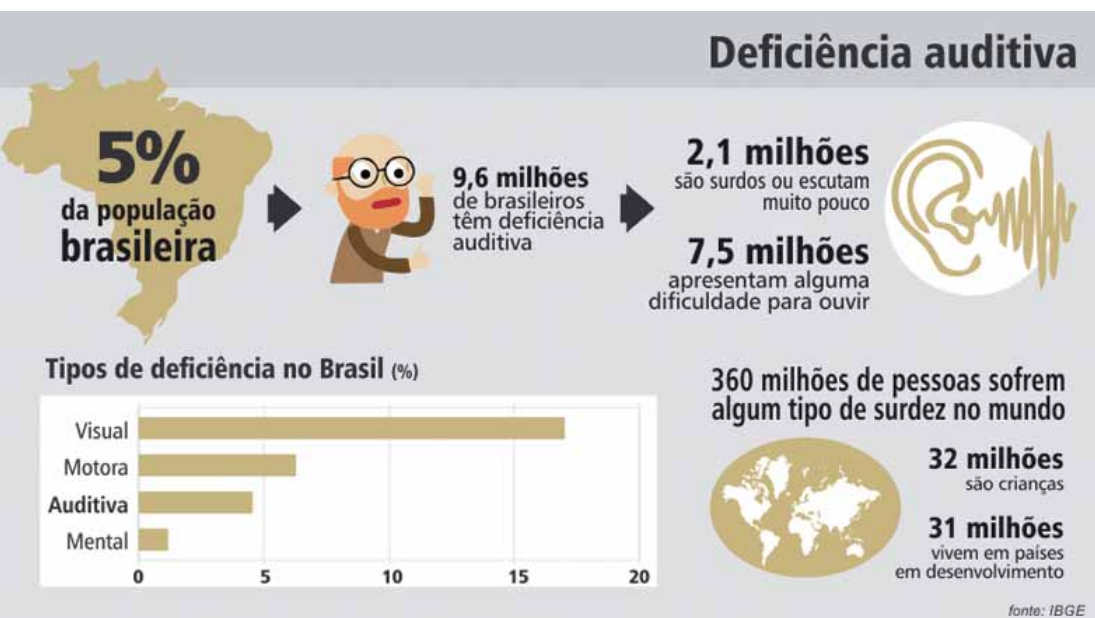 Deficiência auditiva
5%
da população
brasileira
9,6 milhões
de brasileiros
têm deficiência
auditiva
2,1 milhões
são surdos ou escutam
muito pouco
7,5 milhões
apresentam alguma
dificuldade para ouvir
Tipos de deficiência no Brasil (%)
Visual
Motora
Auditiva
Mental
0 5 10 15 20
360 milhões de pessoas sofrem
algum tipo de surdez no mundo
32 milhões
são crianças
31 milhões
vivem em países
em desenvolvimento
fonte: IBGE